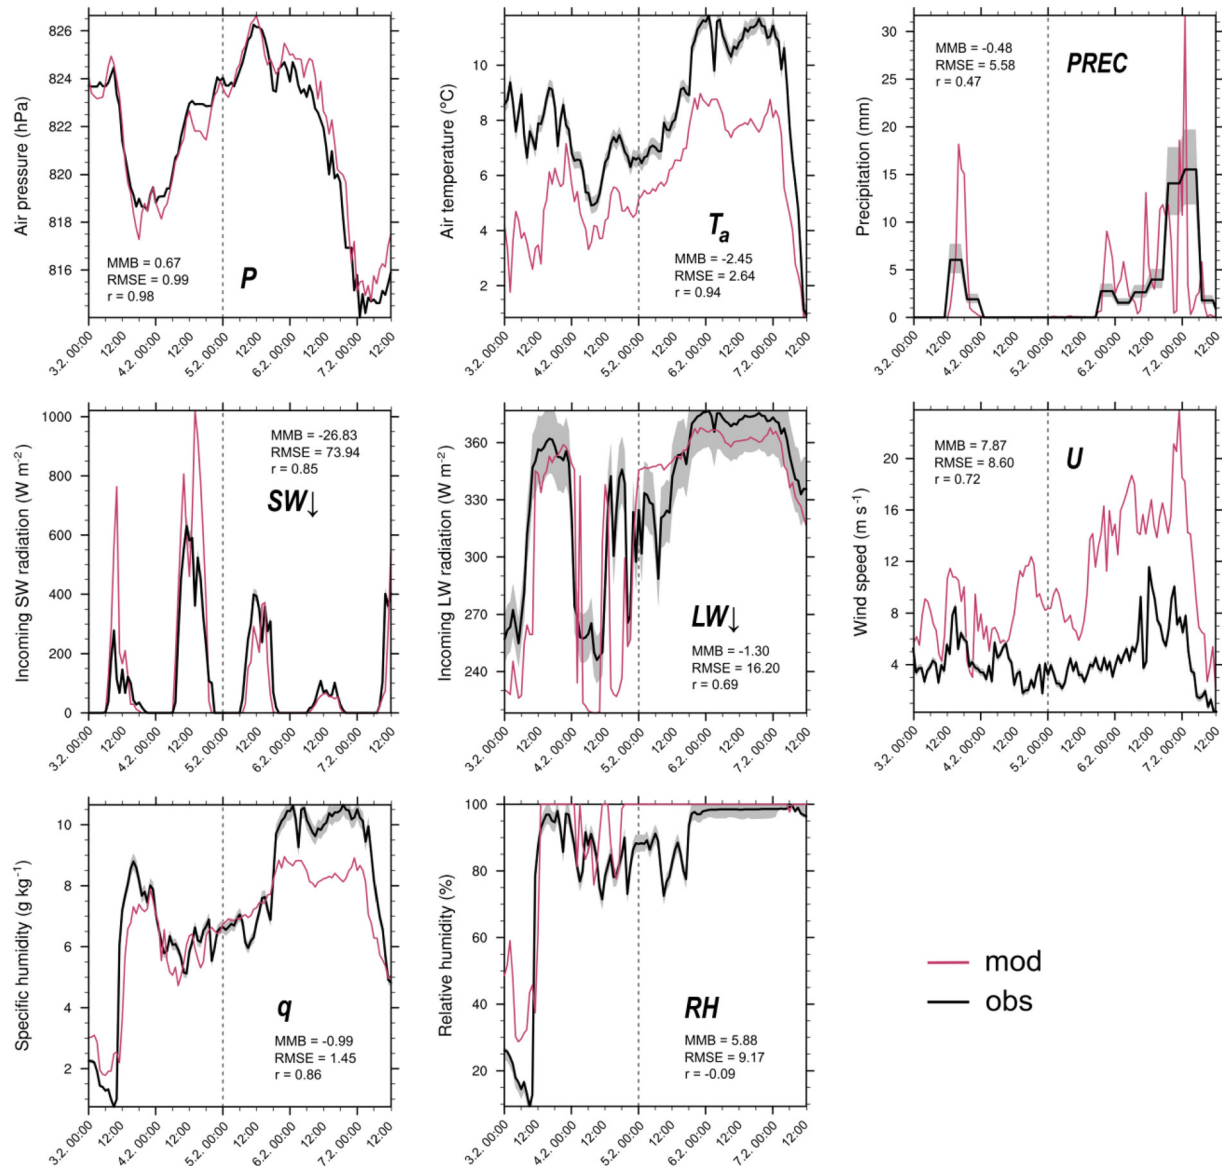 826
824
822
820
818
816
Air pressure (hPa)
MMB = 0.67
RMSE = 0.99
r = 0.98
P
3.2. 00:00
12:00
4.2. 00:00
12:00
5.2. 00:00
12:00
6.2. 00:00
12:00
7.2. 00:00
12:00
10
8
6
4
2
Air temperature (°C)
Ta
MMB = -2.45
RMSE = 2.64
r = 0.94
3.2. 00:00
12:00
4.2. 00:00
12:00
5.2. 00:00
12:00
6.2. 00:00
12:00
7.2. 00:00
12:00
30
25
20
15
10
5
0
Precipitation (mm)
MMB = -0.48
RMSE = 5.58
r = 0.47
PREC
3.2. 00:00
12:00
4.2. 00:00
12:00
5.2. 00:00
12:00
6.2. 00:00
12:00
7.2. 00:00
12:00
1000
800
600
400
200
0
Incoming SW radiation (W m⁻²)
MMB = -26.83
RMSE = 73.94
r = 0.85
SW↓
3.2. 00:00
12:00
4.2. 00:00
12:00
5.2. 00:00
12:00
6.2. 00:00
12:00
7.2. 00:00
12:00
360
330
300
270
240
Incoming LW radiation (W m⁻²)
LW↓
MMB = -1.30
RMSE = 16.20
r = 0.69
3.2. 00:00
12:00
4.2. 00:00
12:00
5.2. 00:00
12:00
6.2. 00:00
12:00
7.2. 00:00
12:00
20
16
12
8
4
Wind speed (m s⁻¹)
MMB = 7.87
RMSE = 8.60
r = 0.72
U
3.2. 00:00
12:00
4.2. 00:00
12:00
5.2. 00:00
12:00
6.2. 00:00
12:00
7.2. 00:00
12:00
10
8
6
4
2
Specific humidity (g kg⁻¹)
q
MMB = -0.99
RMSE = 1.45
r = 0.86
3.2. 00:00
12:00
4.2. 00:00
12:00
5.2. 00:00
12:00
6.2. 00:00
12:00
7.2. 00:00
12:00
100
80
60
40
20
Relative humidity (%)
RH
MMB = 5.88
RMSE = 9.17
r = -0.09
3.2. 00:00
12:00
4.2. 00:00
12:00
5.2. 00:00
12:00
6.2. 00:00
12:00
7.2. 00:00
12:00
mod
obs